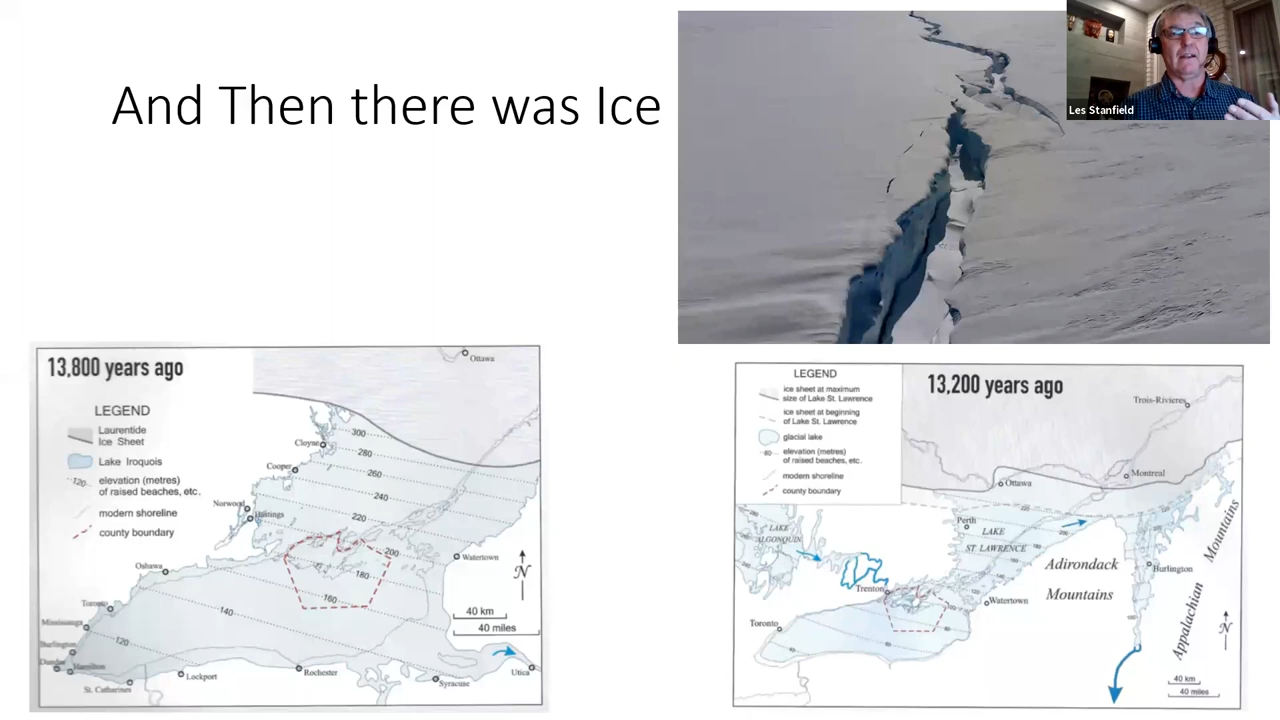 And Then there was Ice
Les Stanfield
13,800 years ago
LEGEND
Laurentide
Ice Sheet
Lake Iroquois
120
elevation (metres)
of raised beaches, etc.
modern shoreline
county boundary
Ottawa
Cloyne
300
280
Cooper
260
240
Norwood
Hastings
220
200
Watertown
Oshawa
180
160
N
Toronto
140
40 km
Mississauga
40 miles
120
Burlington
Dundas
Hamilton
Lockport
Rochester
Utica
St. Catharines
Syracuse
LEGEND
ice sheet at maximum
size of Lake St. Lawrence
ice sheet at beginning
of Lake St. Lawrence
glacial lake
80
elevation (metres)
of raised beaches, etc.
modern shoreline
county boundary
13,200 years ago
Trois-Rivieres
Montreal
Ottawa
Perth
LAKE
ALGONQUIN
LAKE
ST. LAWRENCE
Adirondack
Mountains
Burlington
Appalachian Mountains
Trenton
Watertown
Toronto
N
40 km
40 miles